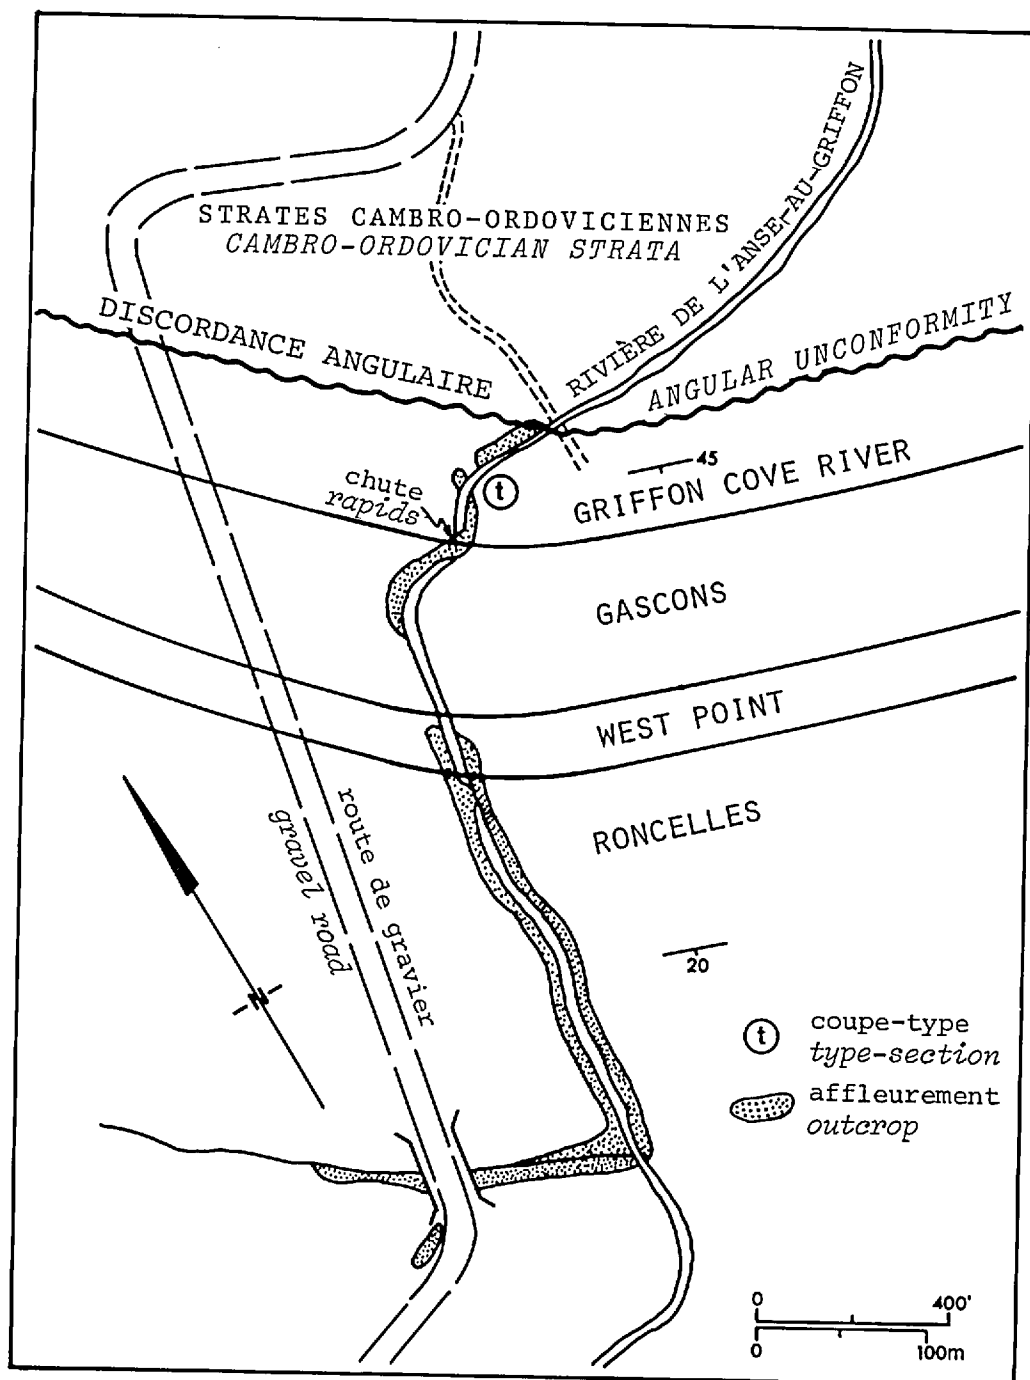 STRATES CAMBRO-ORDOVICIENNES
CAMBRO-ORDOVICIAN STRATA
RIVIÈRE DE L'ANSE-AU-GRIFFON
DISCORDANCE ANGULAIRE
ANGULAR UNCONFORMITY
45
chute
rapids
t
GRIFFON COVE RIVER
GASCONS
WEST POINT
RONCELLES
route de gravier
gravel road
N
20
t
coupe-type
type-section
affleurement
outcrop
0 400'
0 100m